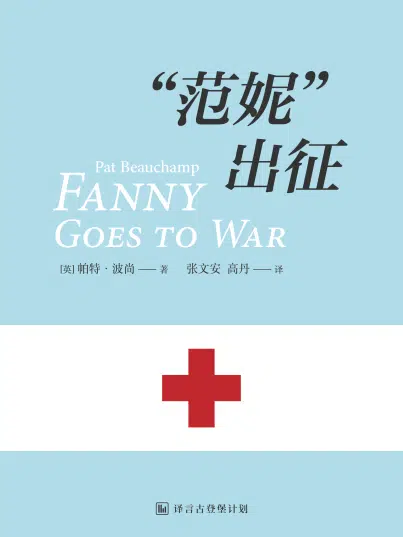 “范妮”
出征
Pat Beauchamp
FANNY
GOES TO WAR
[英] 帕特·波尚——著 张文安 高丹——译
译言古登堡计划